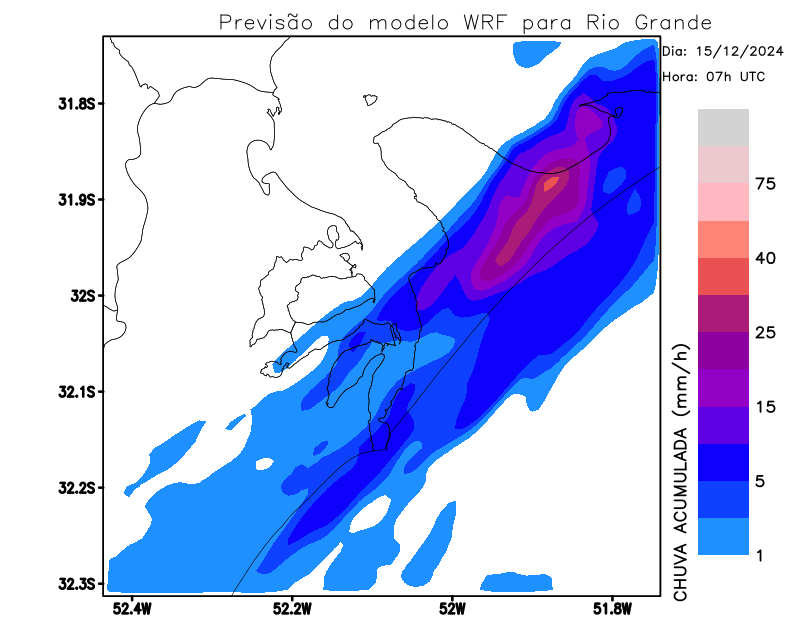 Previsão do modelo WRF para Rio Grande
Dia: 15/12/2024
Hora: 07h UTC
31.8S
31.9S
32S
32.1S
32.2S
32.3S
52.4W
52.2W
52W
51.8W
75
40
25
15
5
1
CHUVA ACUMULADA (mm/h)